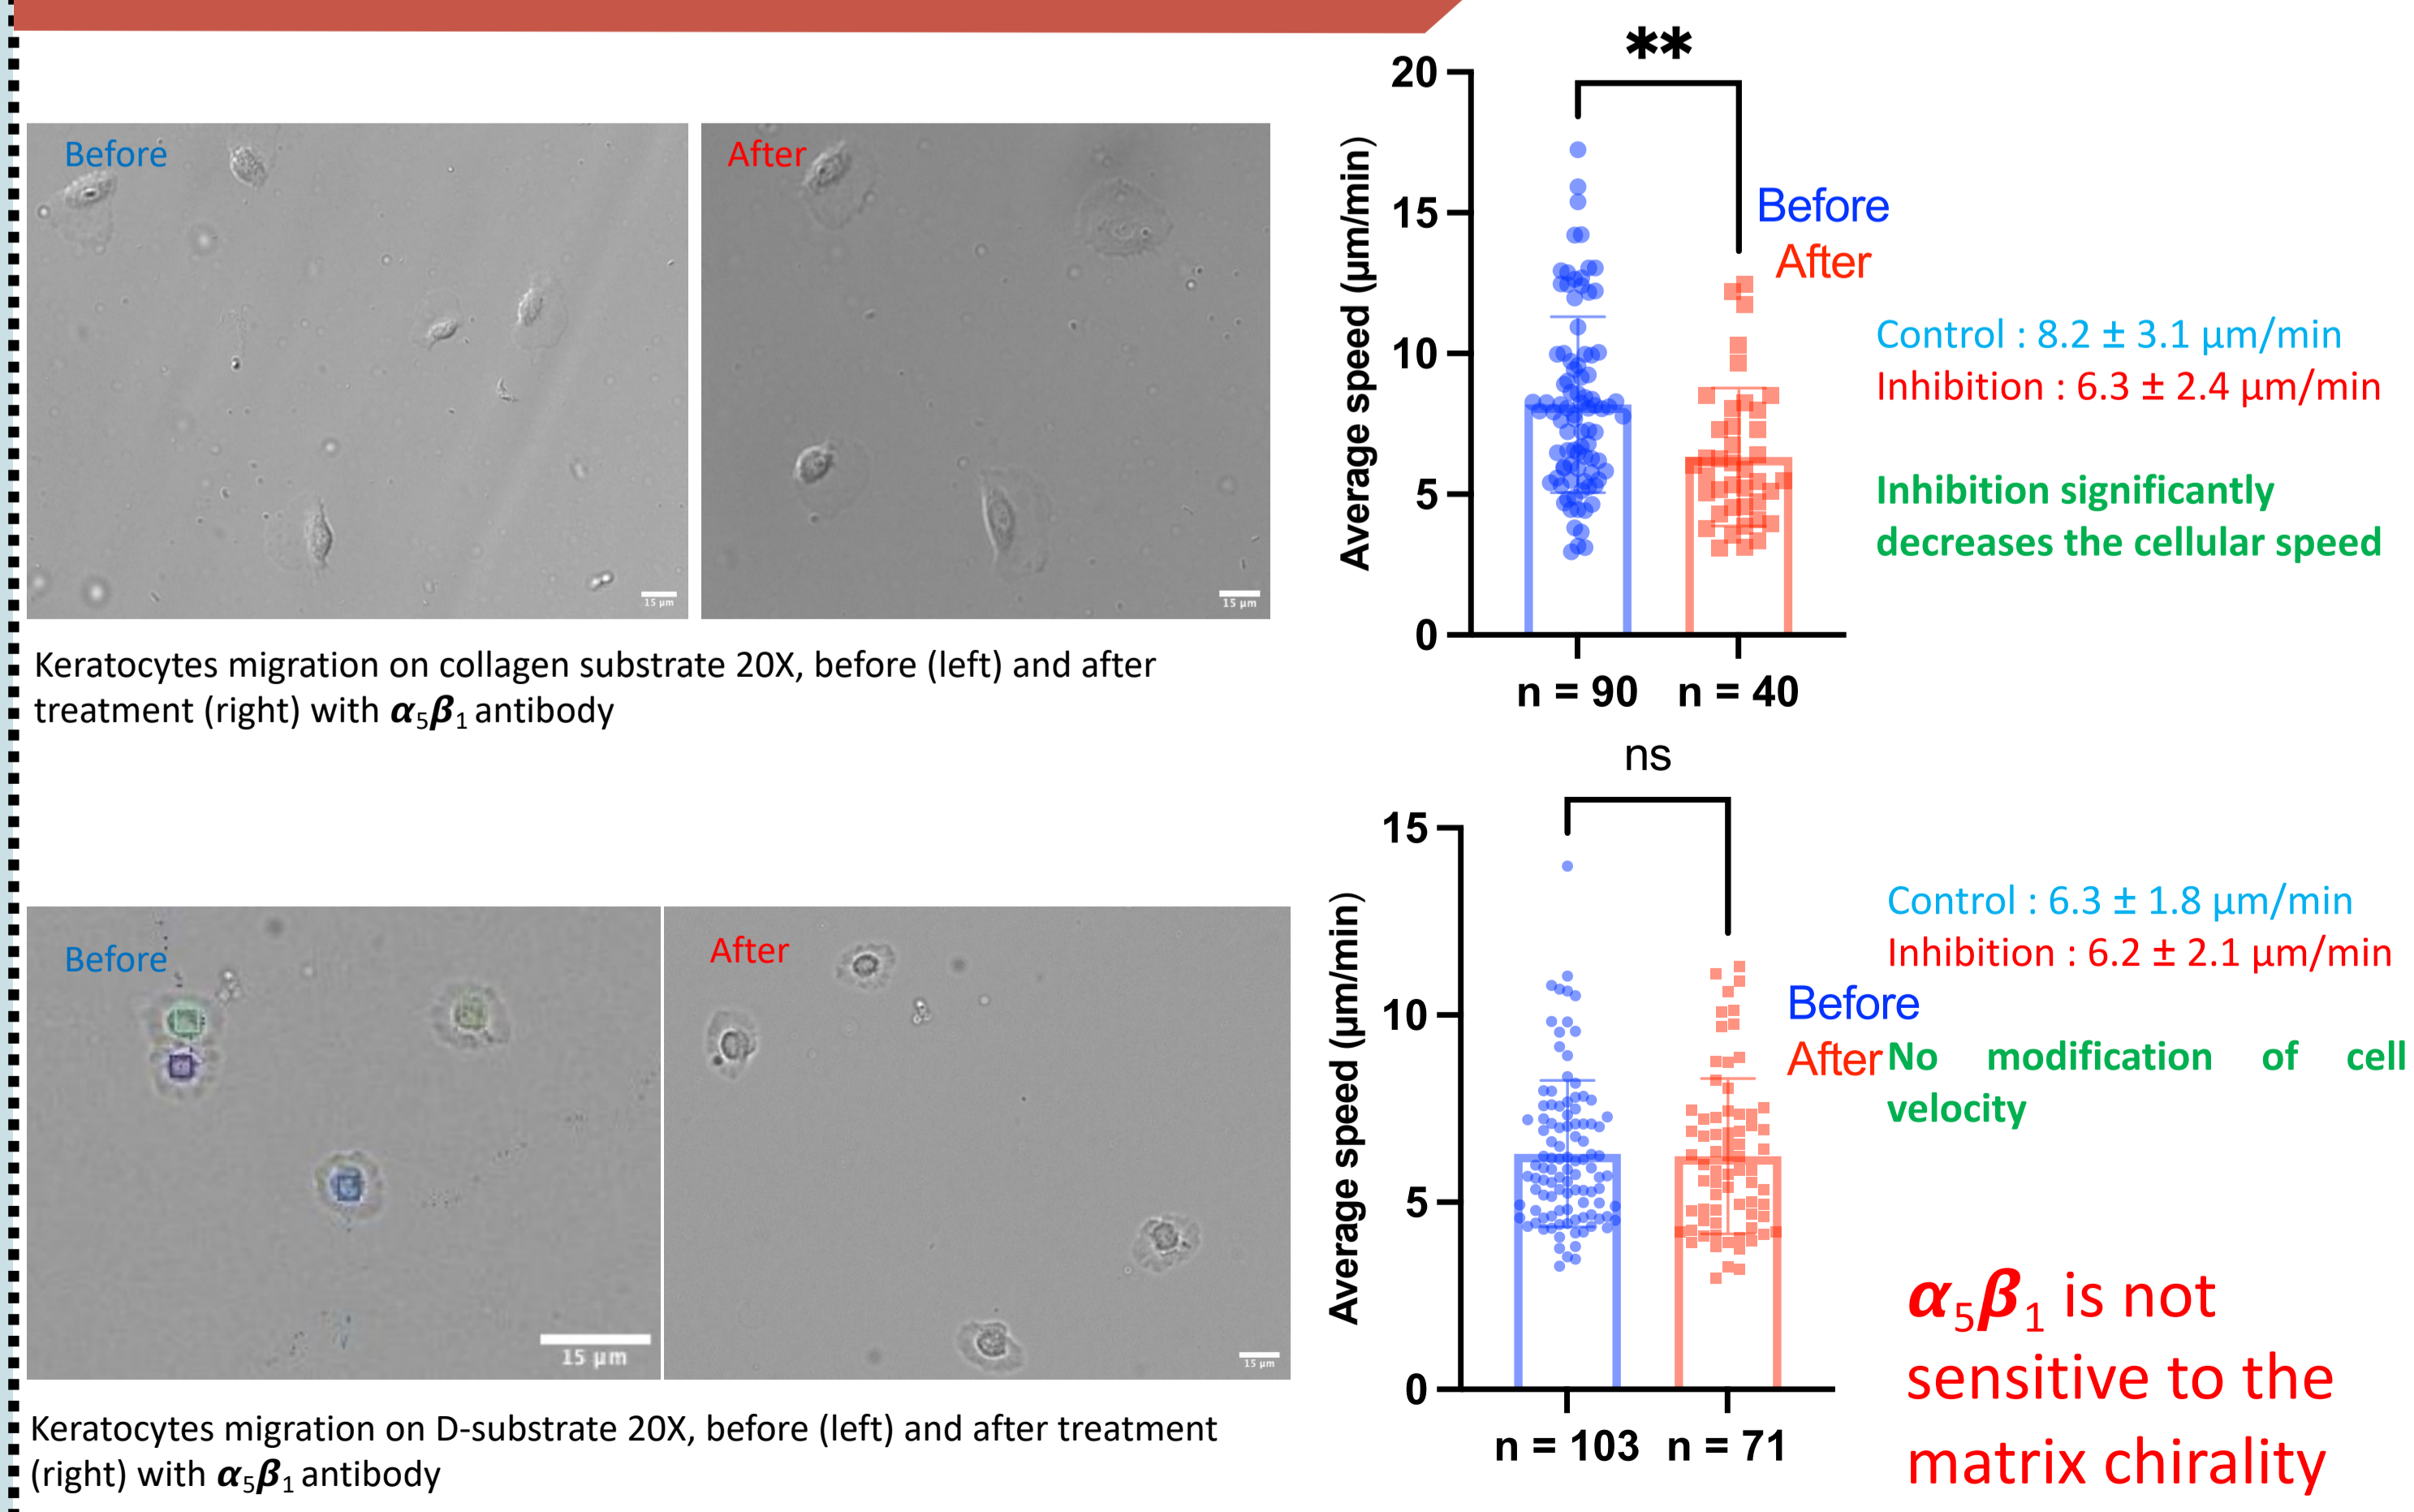 Before
After
15 µm
15 µm
Keratocytes migration on collagen substrate 20X, before (left) and after
treatment (right) with α5β1 antibody
**
Average speed (µm/min)
20
15
10
5
0
Before
After
n = 90 n = 40
Control : 8.2 ± 3.1 µm/min
Inhibition : 6.3 ± 2.4 µm/min
Inhibition significantly
decreases the cellular speed
Before
After
15 µm
15 µm
Keratocytes migration on D-substrate 20X, before (left) and after treatment
(right) with α5β1 antibody
ns
Average speed (µm/min)
15
10
5
0
Before
After
n = 103 n = 71
Control : 6.3 ± 1.8 µm/min
Inhibition : 6.2 ± 2.1 µm/min
No modification of cell
velocity
α5β1 is not
sensitive to the
matrix chirality